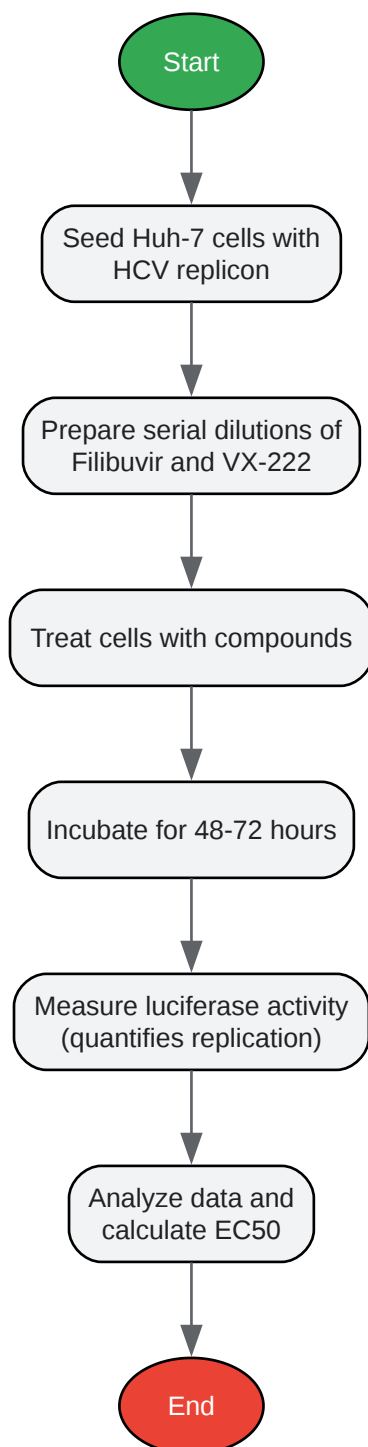 Start
Seed Huh-7 cells with
HCV replicon
Prepare serial dilutions of
Filibuvir and VX-222
Treat cells with compounds
Incubate for 48-72 hours
Measure luciferase activity
(quantifies replication)
Analyze data and
calculate EC50
End